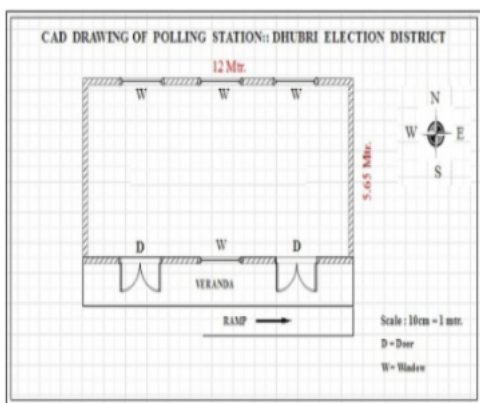 CAD DRAWING OF POLLING STATION:: DHUBRI ELECTION DISTRICT
12 Mtr.
W W W
N
W E
S
5.65 Mtr.
D W D
VERANDA
RAMP
Scale : 10cm = 1 mtr.
D = Door
W= Window